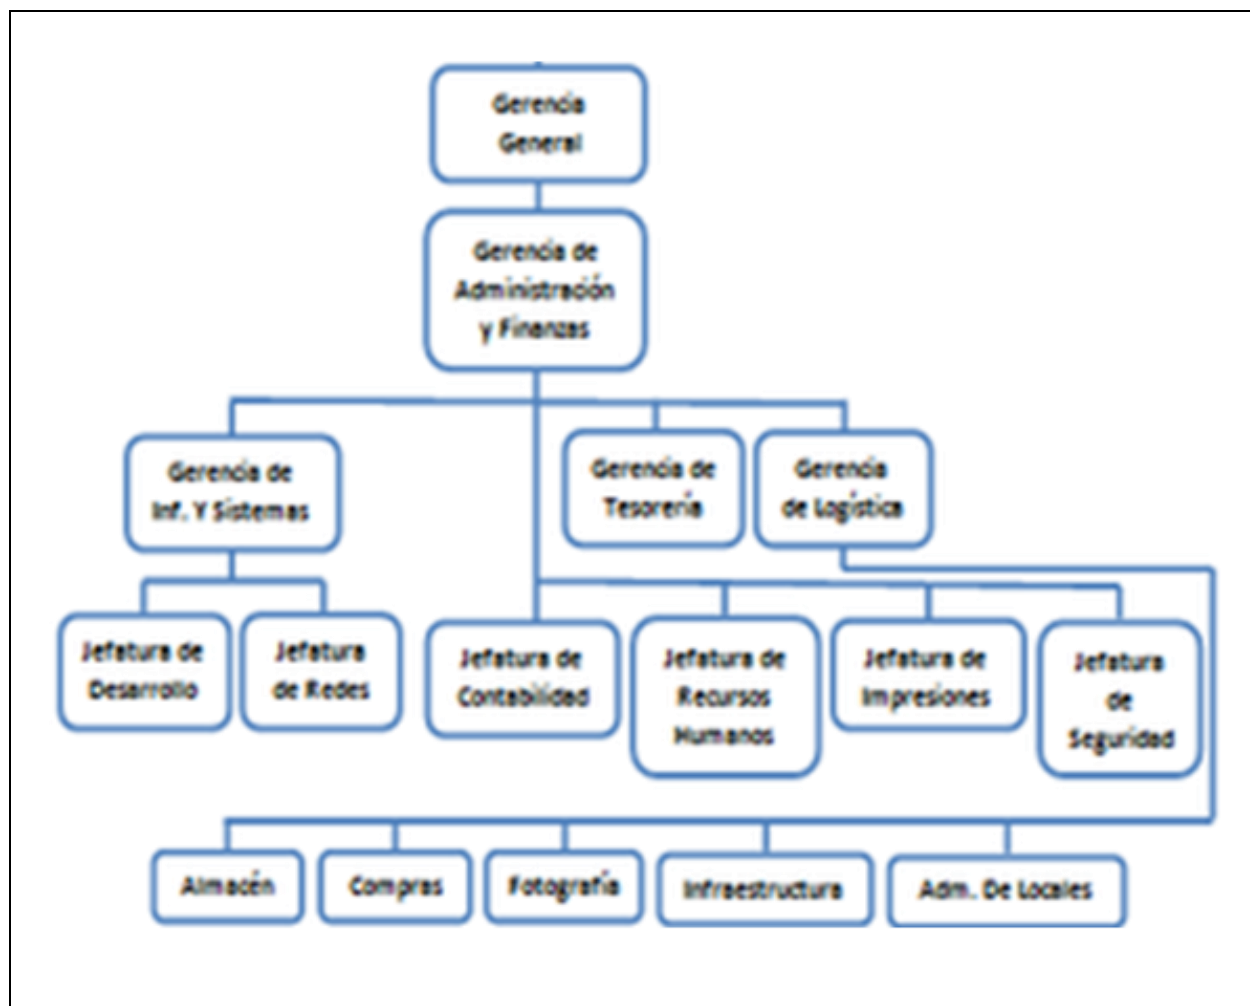 Gerencia
General
Gerencia de
Administración
y Finanzas
Gerencia de
Inf. Y Sistemas
Gerencia de
Tesorería
Gerencia
de Logística
Jefatura de
Desarrollo
Jefatura
de Redes
Jefatura de
Contabilidad
Jefatura de
Recursos
Humanos
Jefatura de
Impresiones
Jefatura
de
Seguridad
Almacén
Compras
Fotografía
Infraestructura
Adm. De Locales